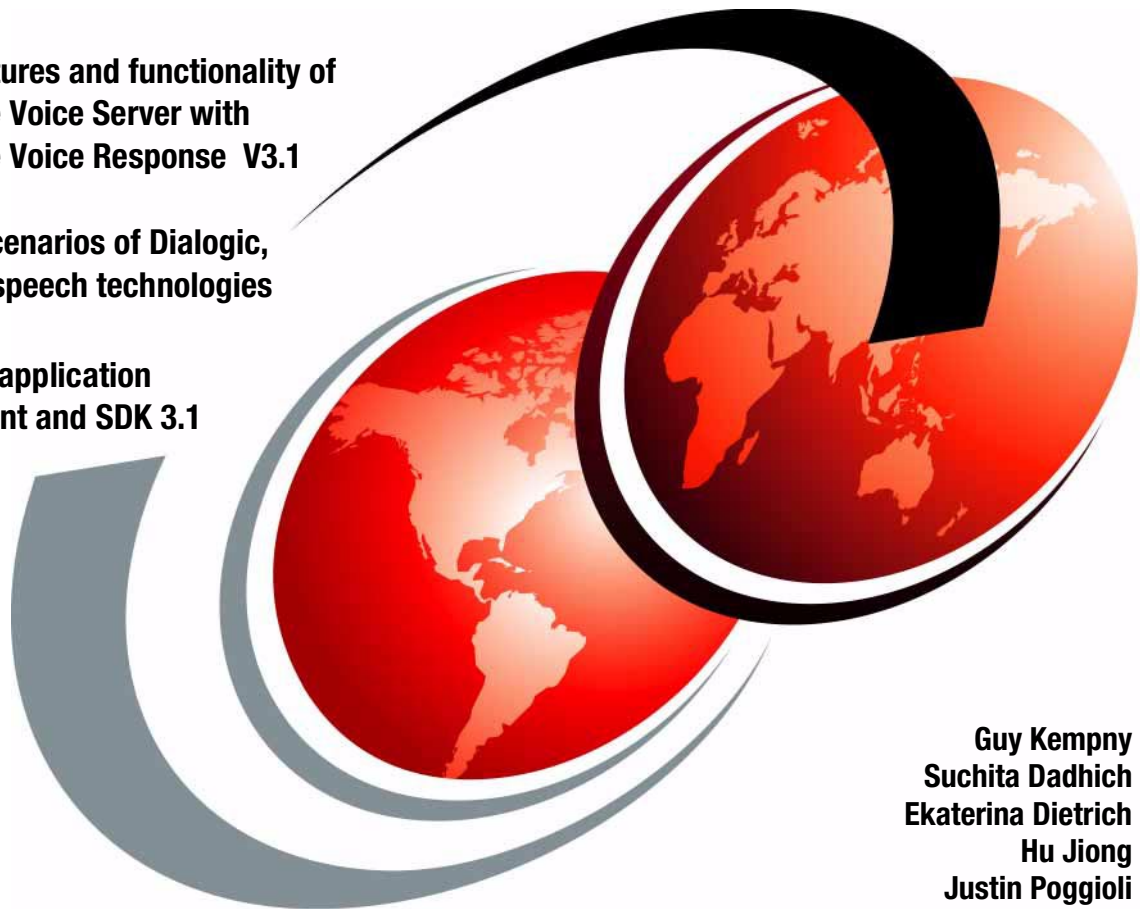 tures and functionality of
Voice Server with
Voice Response V3.1
cenarios of Dialogic,
speech technologies
application
nt and SDK 3.1
Guy Kempny
Suchita Dadhich
Ekaterina Dietrich
Hu Jiong
Justin Poggioli